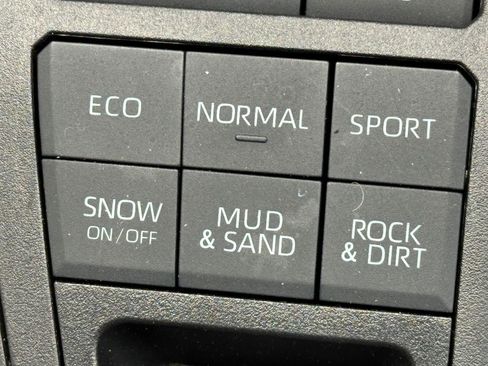 ECO
NORMAL
SPORT
SNOW
ON/OFF
MUD
& SAND
ROCK
& DIRT